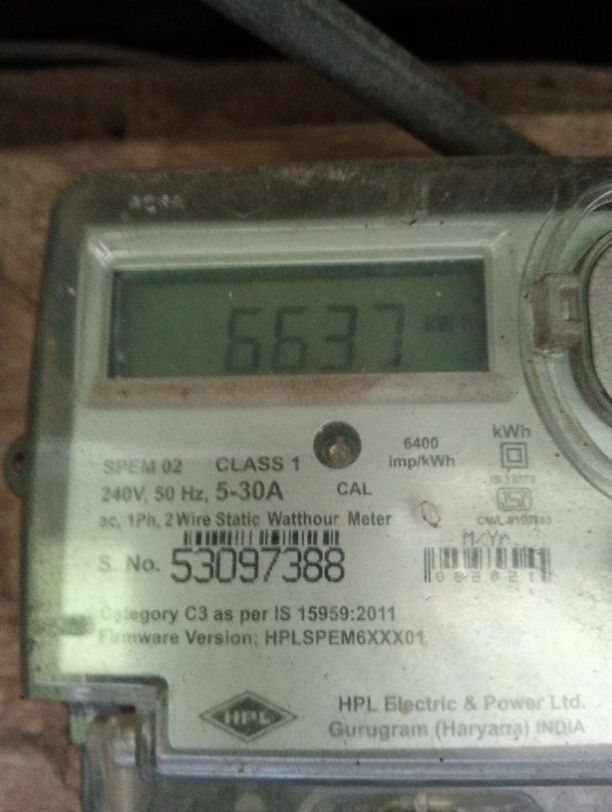 6637 kWh
6400
imp/kWh
kWh
SPEM 02 CLASS 1
240V, 50 Hz, 5-30A CAL
ac, 1Ph, 2 Wire Static Watthour Meter
M/Yr
S. No. 53097388
082021
Category C3 as per IS 15959:2011
Firmware Version: HPLSPEM6XXX01
HPL
HPL Electric & Power Ltd.
Gurugram (Haryana) INDIA